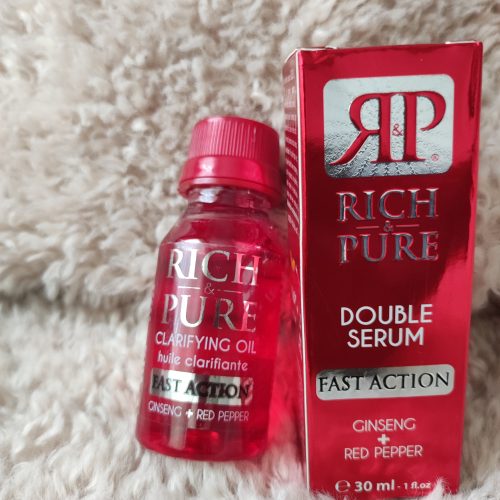 RICH
&
PURE
CLARIFYING OIL
huile clarifiante
FAST ACTION
GINSENG + RED PEPPER
R&P®
RICH
&
PURE
DOUBLE
SERUM
FAST ACTION
GINSENG
+
RED PEPPER
℮ 30 ml - 1 fl.oz